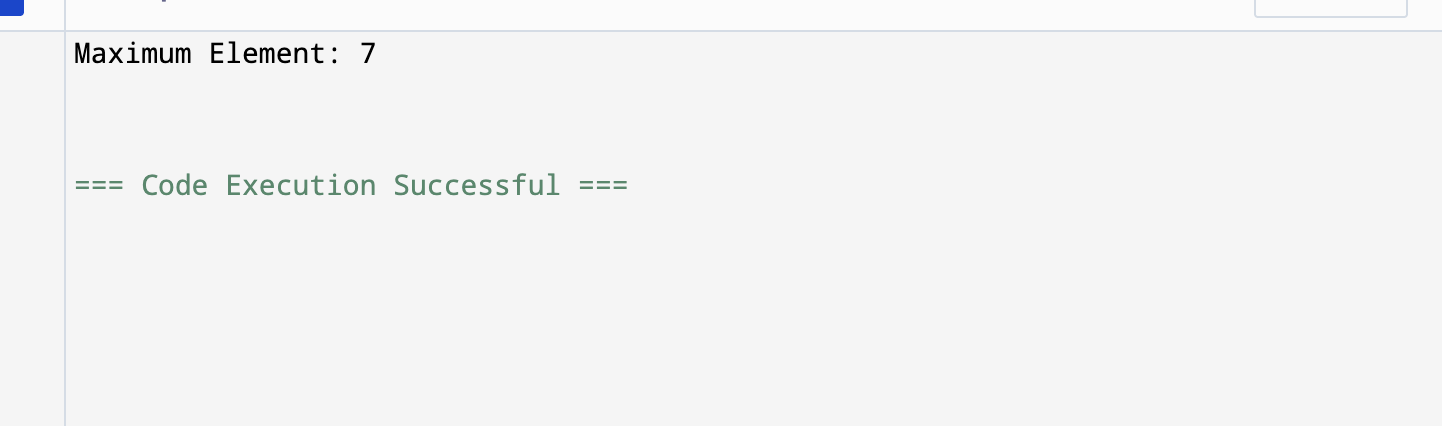 Maximum Element: 7
=== Code Execution Successful ===